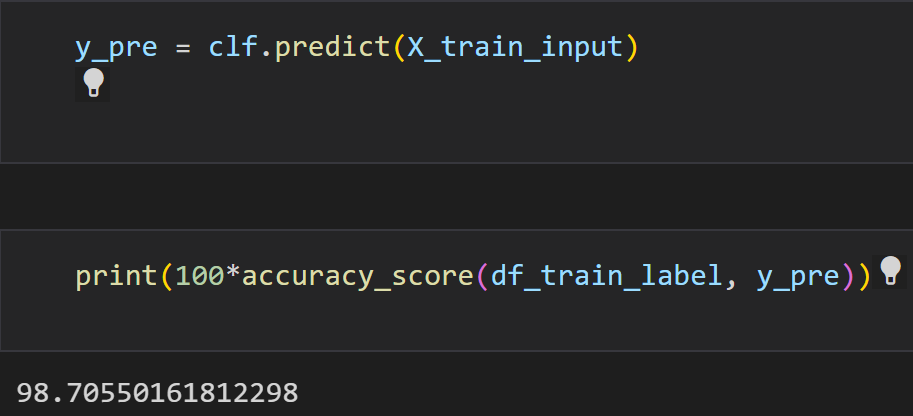 y_pre = clf.predict(X_train_input)
print(100*accuracy_score(df_train_label, y_pre))
98.70550161812298